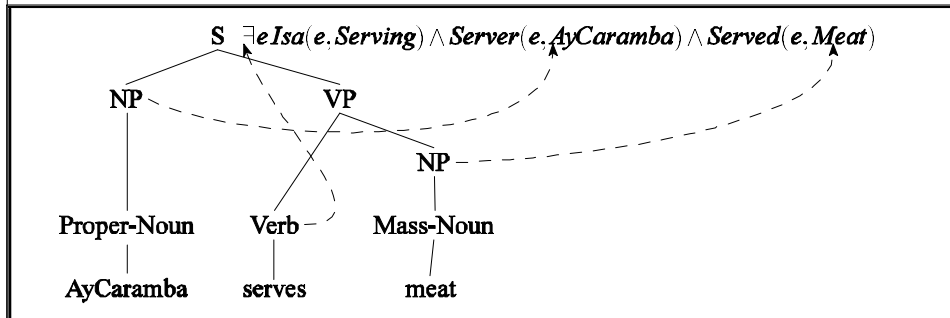 S ∃e Isa(e,Serving) ∧ Server(e,AyCaramba) ∧ Served(e,Meat)
NP VP
NP
Proper-Noun Verb Mass-Noun
AyCaramba serves meat